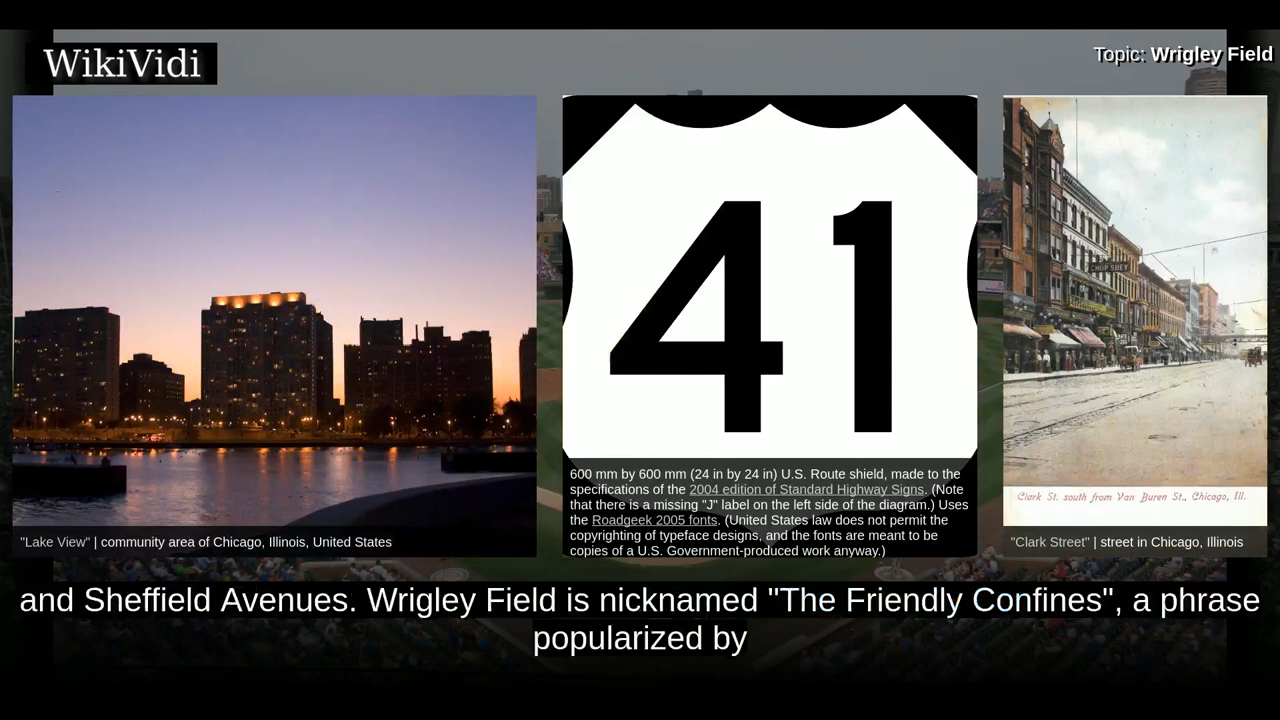 WikiVidi
Topic: Wrigley Field
41
CHOP SUEY
Clark St. south from Van Buren St., Chicago, Ill.
600 mm by 600 mm (24 in by 24 in) U.S. Route shield, made to the
specifications of the 2004 edition of Standard Highway Signs. (Note
that there is a missing "J" label on the left side of the diagram.) Uses
the Roadgeek 2005 fonts. (United States law does not permit the
copyrighting of typeface designs, and the fonts are meant to be
copies of a U.S. Government-produced work anyway.)
"Lake View" | community area of Chicago, Illinois, United States
"Clark Street" | street in Chicago, Illinois
and Sheffield Avenues. Wrigley Field is nicknamed "The Friendly Confines", a phrase
popularized by